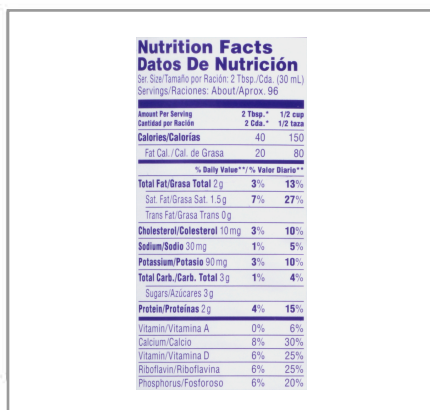 Nutrition Facts
Datos De Nutrición
Ser. Size/Tamaño por Ración: 2 Tbsp./Cda. (30 mL)
Servings/Raciones: About/Aprox. 96
Amount Per Serving 2 Tbsp.* 1/2 cup
Cantidad por Ración 2 Cda.* 1/2 taza
Calories/Calorías 40 150
Fat Cal./Cal. de Grasa 20 80
% Daily Value**/% Valor Diario**
Total Fat/Grasa Total 2g 3% 13%
Sat. Fat/Grasa Sat. 1.5g 7% 27%
Trans Fat/Grasa Trans 0g
Cholesterol/Colesterol 10mg 3% 10%
Sodium/Sodio 30mg 1% 5%
Potassium/Potasio 90mg 3% 10%
Total Carb./Carb. Total 3g 1% 4%
Sugars/Azúcares 3g
Protein/Proteínas 2g 4% 15%
Vitamin/Vitamina A 0% 6%
Calcium/Calcio 8% 30%
Vitamin/Vitamina D 6% 25%
Riboflavin/Riboflavina 6% 25%
Phosphorus/Fosforoso 6% 20%